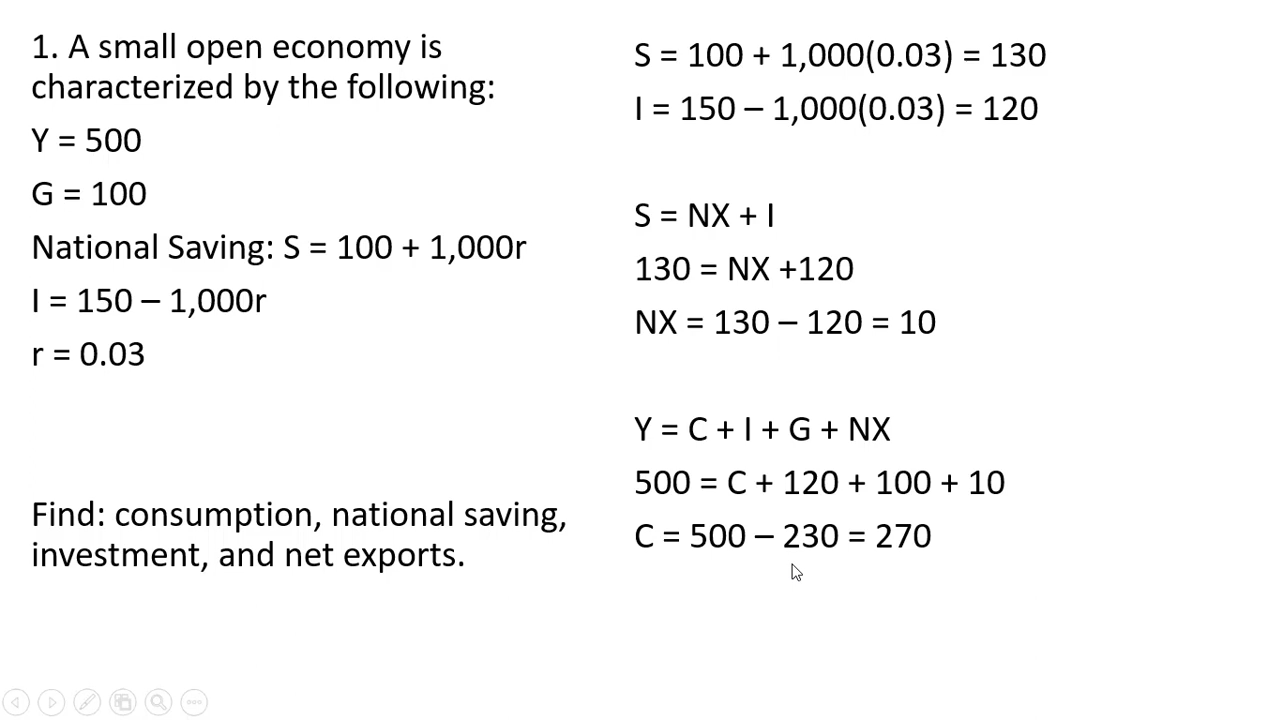 1. A small open economy is
characterized by the following:
Y = 500
G = 100
National Saving: S = 100 + 1,000r
I = 150 – 1,000r
r = 0.03
Find: consumption, national saving,
investment, and net exports.
S = 100 + 1,000(0.03) = 130
I = 150 – 1,000(0.03) = 120
S = NX + I
130 = NX +120
NX = 130 – 120 = 10
Y = C + I + G + NX
500 = C + 120 + 100 + 10
C = 500 – 230 = 270